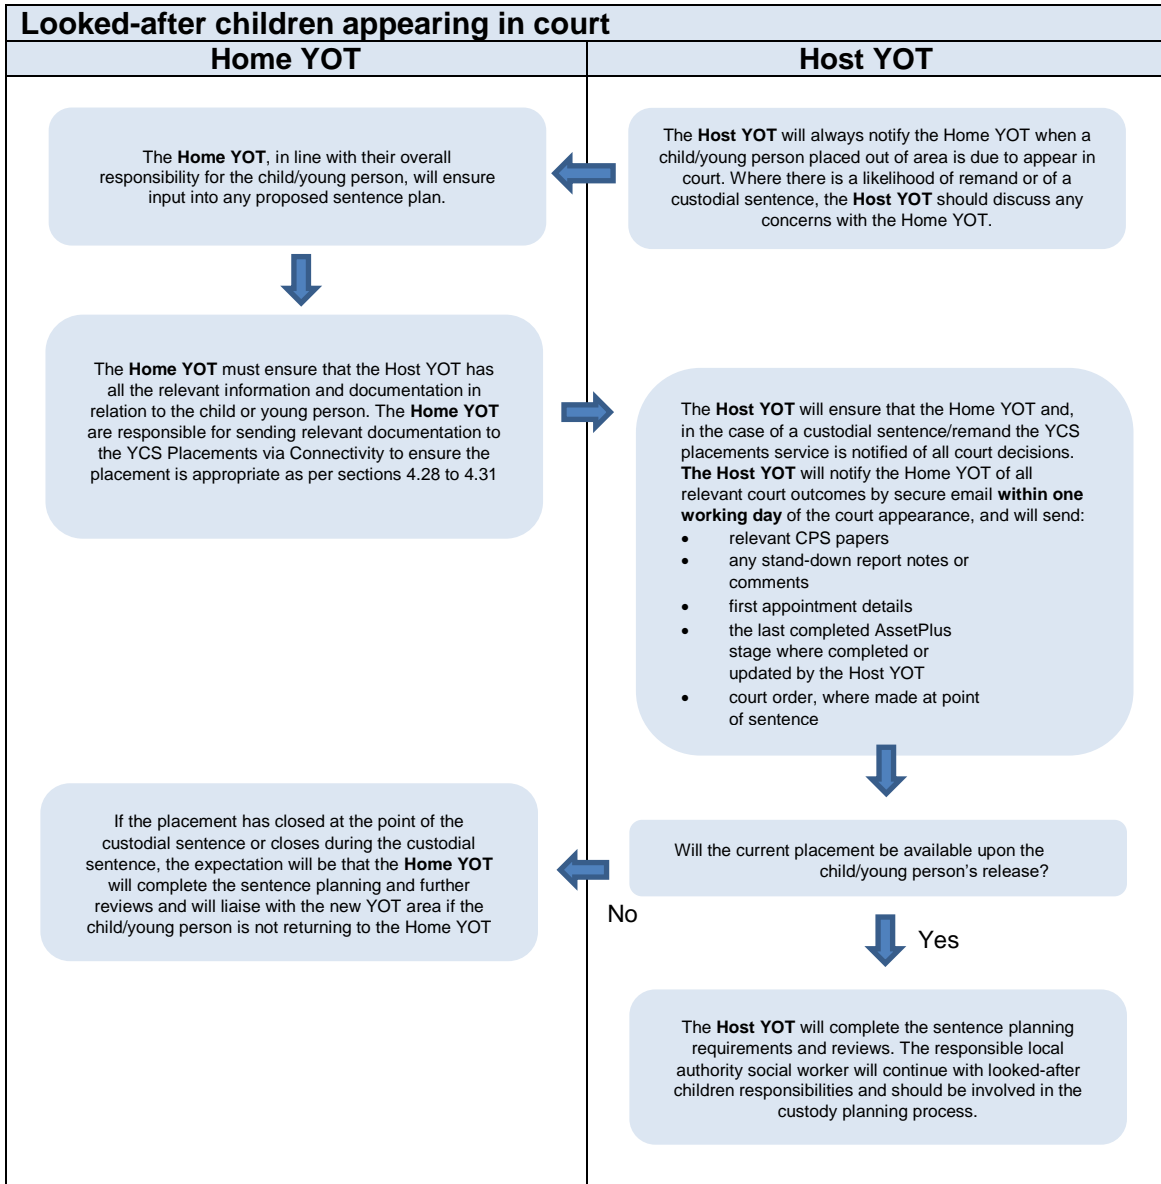 Looked-after children appearing in court
Home YOT
Host YOT
The Host YOT will always notify the Home YOT when a
child/young person placed out of area is due to appear in
court. Where there is a likelihood of remand or of a
custodial sentence, the Host YOT should discuss any
concerns with the Home YOT.
The Home YOT, in line with their overall
responsibility for the child/young person, will ensure
input into any proposed sentence plan.
The Home YOT must ensure that the Host YOT has
all the relevant information and documentation in
relation to the child or young person. The Home YOT
are responsible for sending relevant documentation to
the YCS Placements via Connectivity to ensure the
placement is appropriate as per sections 4.28 to 4.31
The Host YOT will ensure that the Home YOT and,
in the case of a custodial sentence/remand the YCS
placements service is notified of all court decisions.
The Host YOT will notify the Home YOT of all
relevant court outcomes by secure email within one
working day of the court appearance, and will send:
• relevant CPS papers
• any stand-down report notes or
comments
• first appointment details
• the last completed AssetPlus
stage where completed or
updated by the Host YOT
• court order, where made at point
of sentence
Will the current placement be available upon the
child/young person's release?
No
If the placement has closed at the point of the
custodial sentence or closes during the custodial
sentence, the expectation will be that the Home YOT
will complete the sentence planning and further
reviews and will liaise with the new YOT area if the
child/young person is not returning to the Home YOT
Yes
The Host YOT will complete the sentence planning
requirements and reviews. The responsible local
authority social worker will continue with looked-after
children responsibilities and should be involved in the
custody planning process.